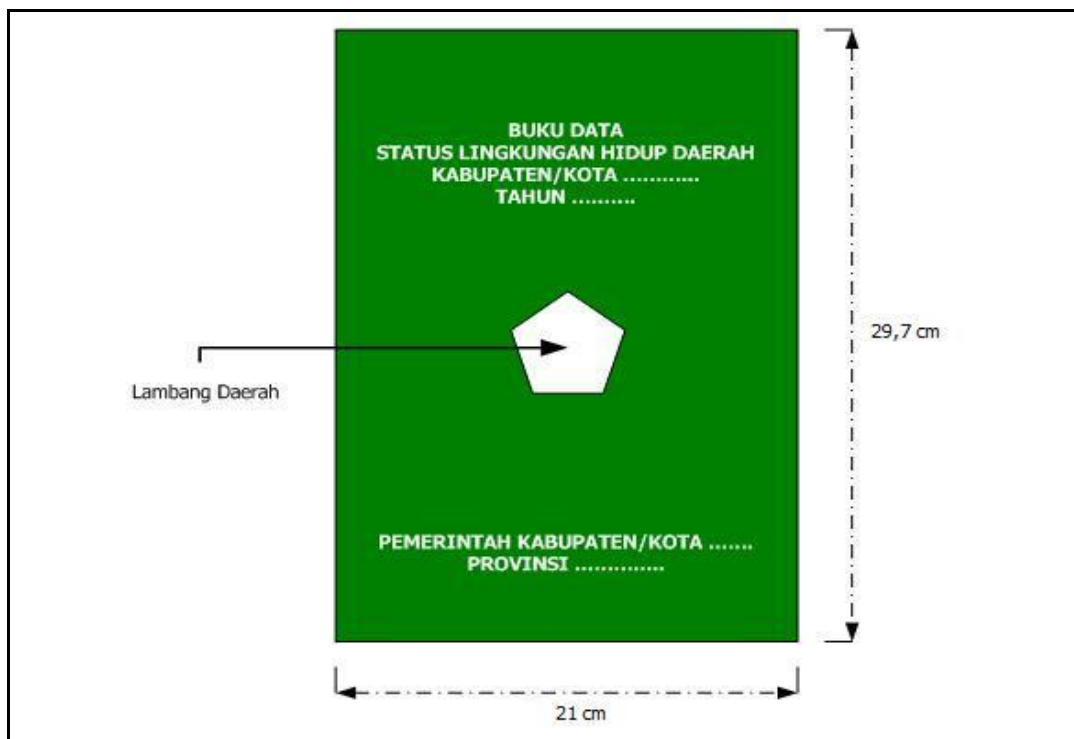 BUKU DATA
STATUS LINGKUNGAN HIDUP DAERAH
KABUPATEN/KOTA ............
TAHUN ..........
29,7 cm
Lambang Daerah
PEMERINTAH KABUPATEN/KOTA .......
PROVINSI ..............
21 cm